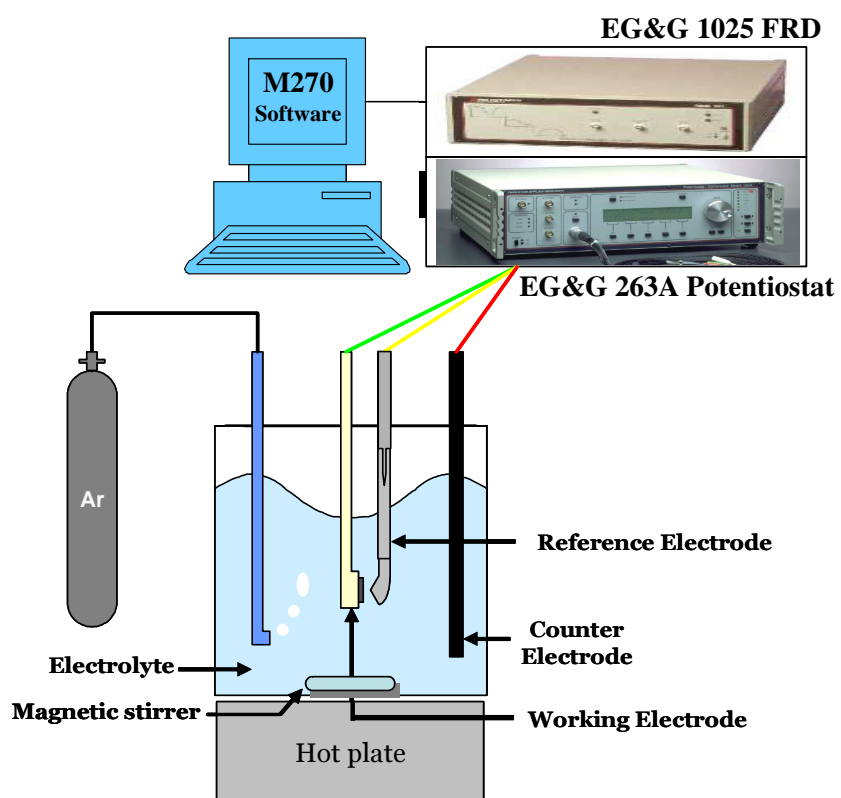 EG&G 1025 FRD
M270
Software
EG&G 263A Potentiostat
Ar
Reference Electrode
Counter
Electrode
Electrolyte
Magnetic stirrer
Working Electrode
Hot plate